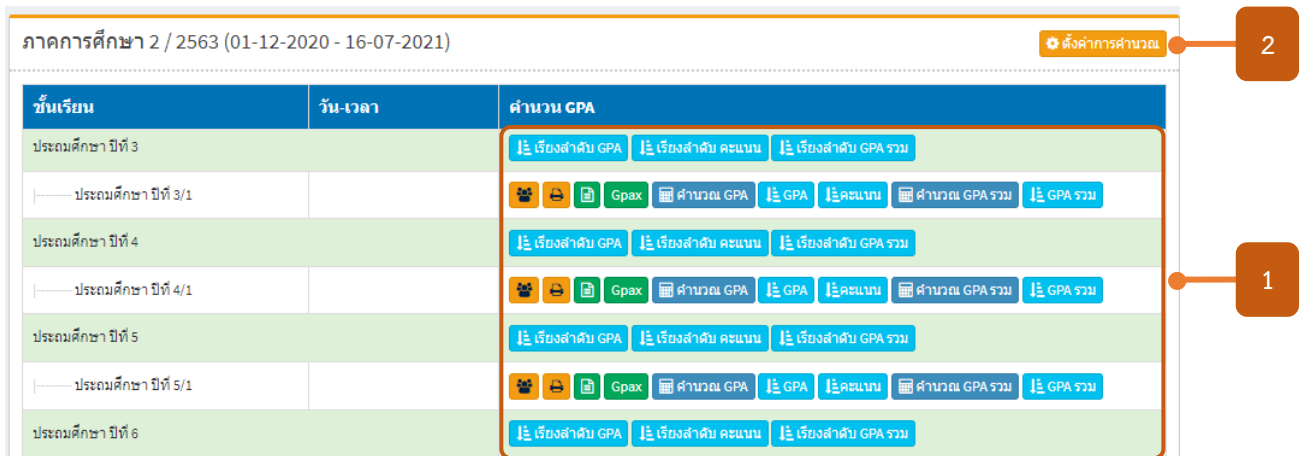 ภาคการศึกษา 2 / 2563 (01-12-2020 - 16-07-2021) ตั้งค่าการคำนวณ 2
ชั้นเรียน วัน-เวลา คำนวน GPA
ประถมศึกษา ปีที่ 3 เรียงลำดับ GPA เรียงลำดับ คะแนน เรียงลำดับ GPA รวม
|--------- ประถมศึกษา ปีที่ 3/1 Gpax คำนวณ GPA GPA คะแนน คำนวณ GPA รวม GPA รวม
ประถมศึกษา ปีที่ 4 เรียงลำดับ GPA เรียงลำดับ คะแนน เรียงลำดับ GPA รวม
|--------- ประถมศึกษา ปีที่ 4/1 Gpax คำนวณ GPA GPA คะแนน คำนวณ GPA รวม GPA รวม 1
ประถมศึกษา ปีที่ 5 เรียงลำดับ GPA เรียงลำดับ คะแนน เรียงลำดับ GPA รวม
|--------- ประถมศึกษา ปีที่ 5/1 Gpax คำนวณ GPA GPA คะแนน คำนวณ GPA รวม GPA รวม
ประถมศึกษา ปีที่ 6 เรียงลำดับ GPA เรียงลำดับ คะแนน เรียงลำดับ GPA รวม